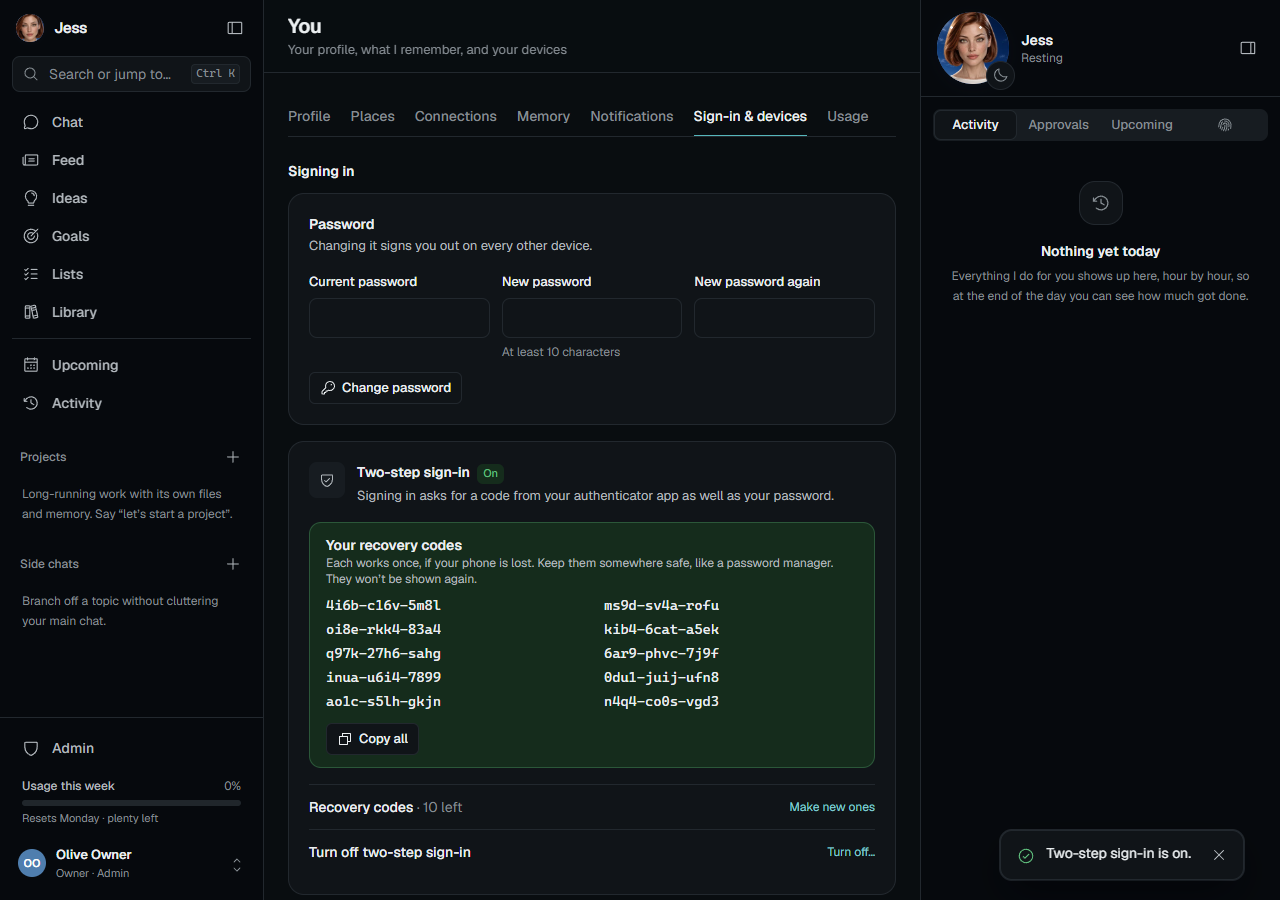 Jess
Search or jump to...
Ctrl K
Chat
Feed
Ideas
Goals
Lists
Library
Upcoming
Activity
Projects
Long-running work with its own files
and memory. Say “let’s start a project”.
Side chats
Branch off a topic without cluttering
your main chat.
Admin
Usage this week 0%
Resets Monday · plenty left
OO
Olive Owner
Owner · Admin
You
Your profile, what I remember, and your devices
Profile Places Connections Memory Notifications Sign-in & devices Usage
Signing in
Password
Changing it signs you out on every other device.
Current password New password New password again
At least 10 characters
Change password
Two-step sign-in On
Signing in asks for a code from your authenticator app as well as your password.
Your recovery codes
Each works once, if your phone is lost. Keep them somewhere safe, like a password manager.
They won’t be shown again.
4i6b-c16v-5m8l ms9d-sv4a-rofu
oi8e-rkk4-83a4 kib4-6cat-a5ek
q97k-27h6-sahg 6ar9-phvc-7j9f
inua-u6i4-7899 0dul-juij-ufn8
aolc-s5lh-gkjn n4q4-co0s-vgd3
Copy all
Recovery codes · 10 left Make new ones
Turn off two-step sign-in Turn off...
Jess
Resting
Activity Approvals Upcoming
Nothing yet today
Everything I do for you shows up here, hour by hour, so
at the end of the day you can see how much got done.
Two-step sign-in is on.